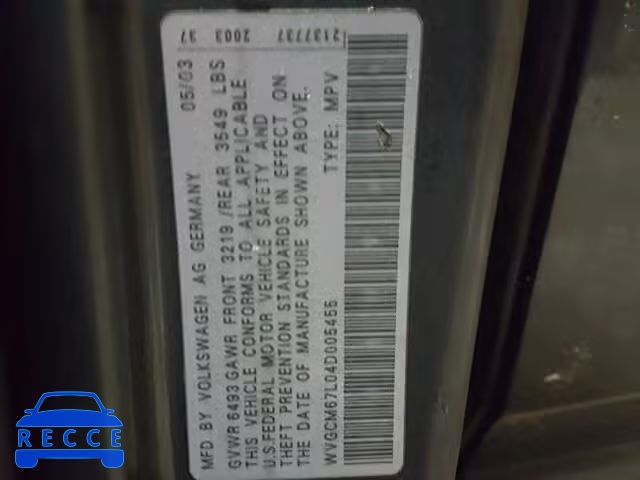 37 2003 2137737
MFD BY VOLKSWAGEN AG GERMANY 05/03
GVWR 6493 GAWR FRONT 3219 /REAR 3549 LBS
THIS VEHICLE CONFORMS TO ALL APPLICABLE
U.S.FEDERAL MOTOR VEHICLE SAFETY AND
THEFT PREVENTION STANDARDS IN EFFECT ON
THE DATE OF MANUFACTURE SHOWN ABOVE.
WVGCM67L04D005455 TYPE: MPV
RECCE